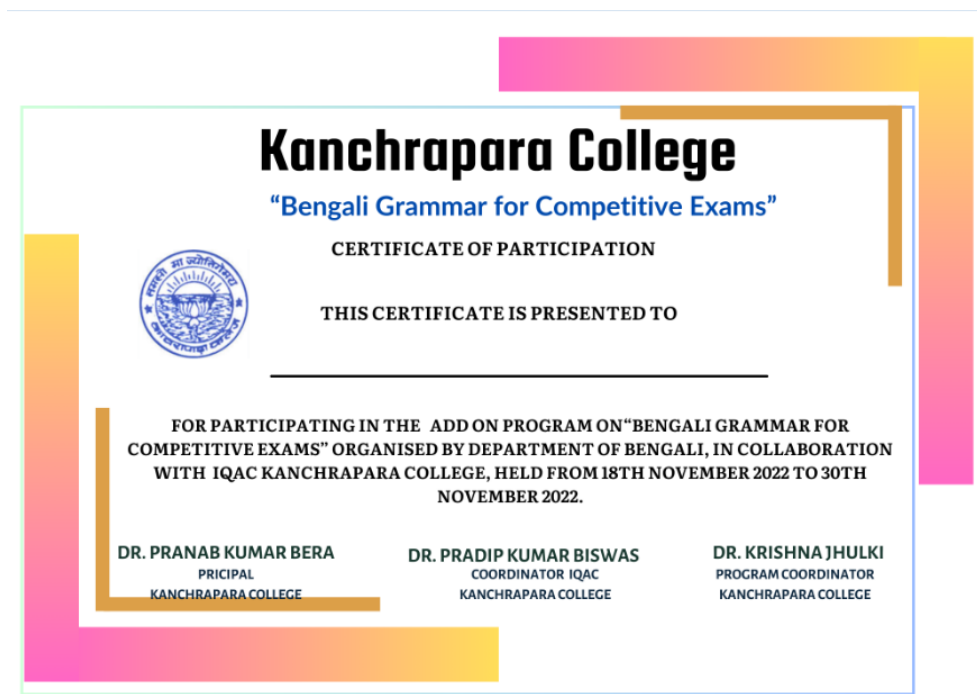 Kanchrapara College
“Bengali Grammar for Competitive Exams”
CERTIFICATE OF PARTICIPATION
THIS CERTIFICATE IS PRESENTED TO
FOR PARTICIPATING IN THE ADD ON PROGRAM ON“BENGALI GRAMMAR FOR
COMPETITIVE EXAMS” ORGANISED BY DEPARTMENT OF BENGALI, IN COLLABORATION
WITH IQAC KANCHRAPARA COLLEGE, HELD FROM 18TH NOVEMBER 2022 TO 30TH
NOVEMBER 2022.
DR. PRANAB KUMAR BERA
PRICIPAL
KANCHRAPARA COLLEGE
DR. PRADIP KUMAR BISWAS
COORDINATOR IQAC
KANCHRAPARA COLLEGE
DR. KRISHNA JHULKI
PROGRAM COORDINATOR
KANCHRAPARA COLLEGE